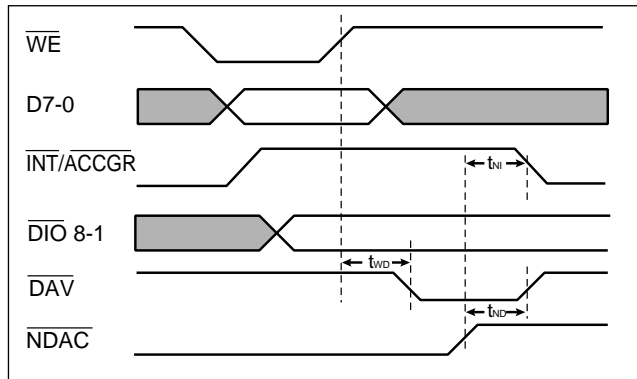 WE
D7-0
INT/ACCGR
tNI
DIO 8-1
tWD
DAV
tND
NDAC